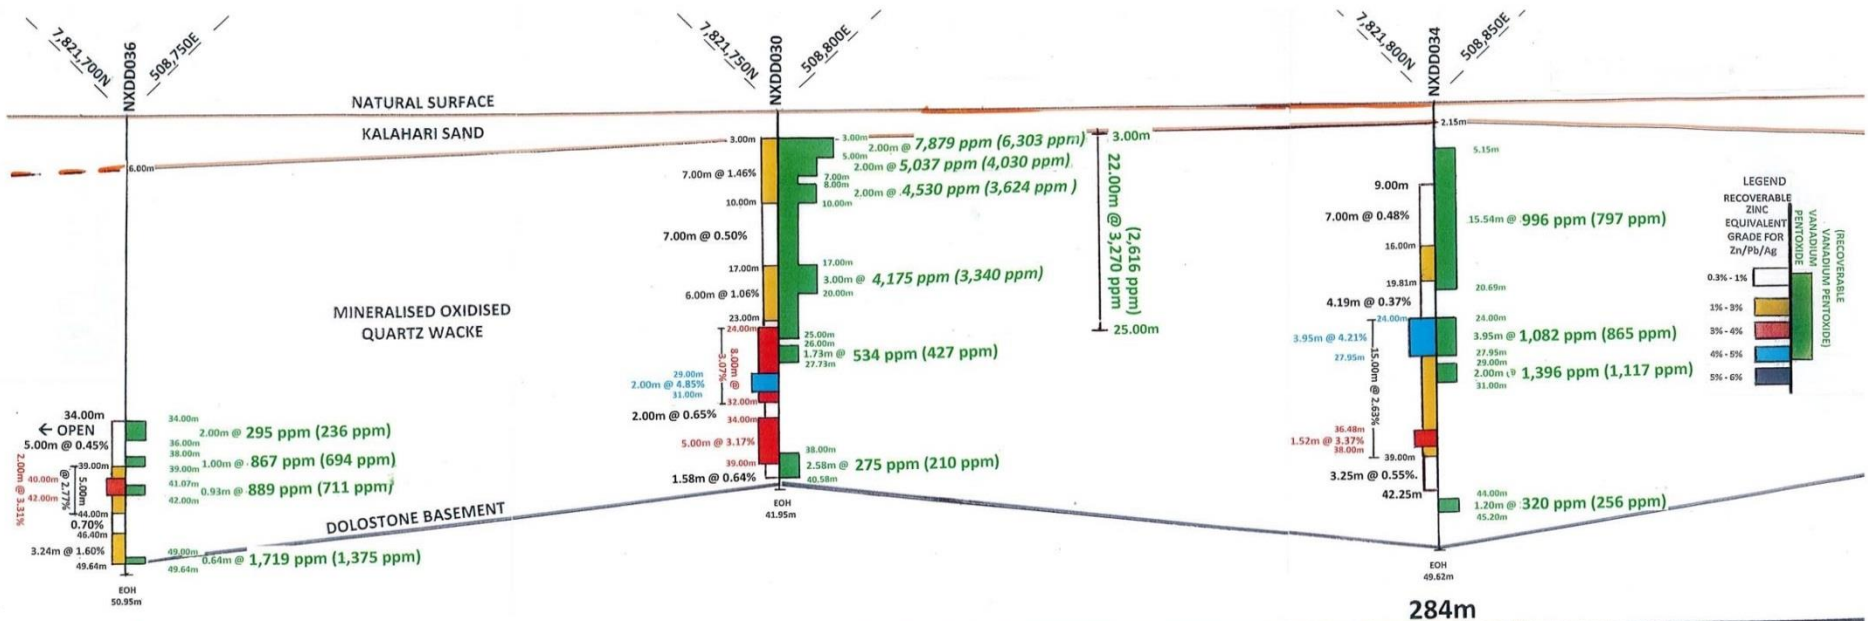 7,821,700N
NXDD036
508,750E
NATURAL SURFACE
KALAHARI SAND
6.00m
MINERALISED OXIDISED
QUARTZ WACKE
34.00m
← OPEN
5.00m @ 0.45%
39.00m
40.00m
42.00m
2.00m @ 3.31%
5.00m
@ 2.77%
44.00m
0.70%
46.40m
3.24m @ 1.60%
49.64m
34.00m
2.00m @ 295 ppm (236 ppm)
36.00m
38.00m
1.00m @ 867 ppm (694 ppm)
39.00m
41.07m
0.93m @ 889 ppm (711 ppm)
42.00m
49.00m
0.64m @ 1,719 ppm (1,375 ppm)
49.64m
EOH
50.95m
DOLOSTONE BASEMENT
7,821,750N
NXDD030
508,800E
3.00m
7.00m @ 1.46%
10.00m
7.00m @ 0.50%
17.00m
6.00m @ 1.06%
23.00m
24.00m
8.00m @
3.07%
29.00m
2.00m @ 4.85%
31.00m
32.00m
2.00m @ 0.65%
34.00m
5.00m @ 3.17%
39.00m
1.58m @ 0.64%
3.00m
2.00m @ 7,879 ppm (6,303 ppm)
5.00m
2.00m @ 5,037 ppm (4,030 ppm)
7.00m
8.00m
2.00m @ 4,530 ppm (3,624 ppm )
10.00m
17.00m
3.00m @ 4,175 ppm (3,340 ppm)
20.00m
25.00m
26.00m
1.73m @ 534 ppm (427 ppm)
27.73m
38.00m
2.58m @ 275 ppm (210 ppm)
40.58m
EOH
41.95m
3.00m
22.00m @ 3,270 ppm
(2,616 ppm)
25.00m
7,821,800N
NXDD034
508,850E
2.15m
9.00m
7.00m @ 0.48%
16.00m
19.81m
4.19m @ 0.37%
24.00m
3.95m @ 4.21%
27.95m
15.00m @ 2.63%
36.48m
1.52m @ 3.37%
38.00m
39.00m
3.25m @ 0.55%
42.25m
5.15m
15.54m @ 996 ppm (797 ppm)
20.69m
24.00m
3.95m @ 1,082 ppm (865 ppm)
27.95m
29.00m
2.00m @ 1,396 ppm (1,117 ppm)
31.00m
44.00m
1.20m @ 320 ppm (256 ppm)
45.20m
EOH
49.62m
284m
LEGEND
RECOVERABLE
ZINC
EQUIVALENT
GRADE FOR
Zn/Pb/Ag
0.3% - 1%
1% - 3%
3% - 4%
4% - 5%
5% - 6%
VANADIUM
PENTOXIDE
(RECOVERABLE
VANADIUM PENTOXIDE)